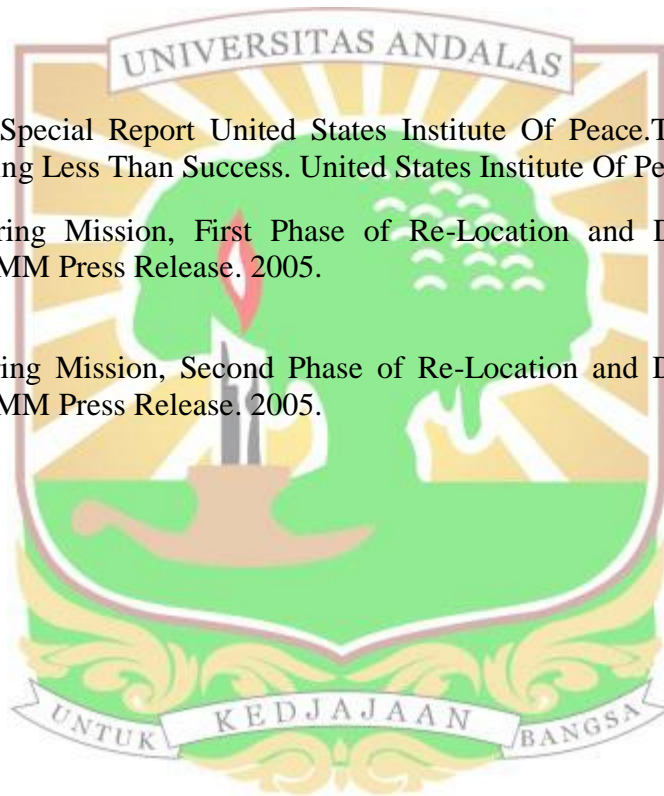 UNIVERSITAS ANDALAS
Special Report United States Institute Of Peace.T
ing Less Than Success. United States Institute Of Pe
ring Mission, First Phase of Re-Location and D
MM Press Release. 2005.
ring Mission, Second Phase of Re-Location and D
MM Press Release. 2005.
UNTUK KEDJAJAAN BANGSA